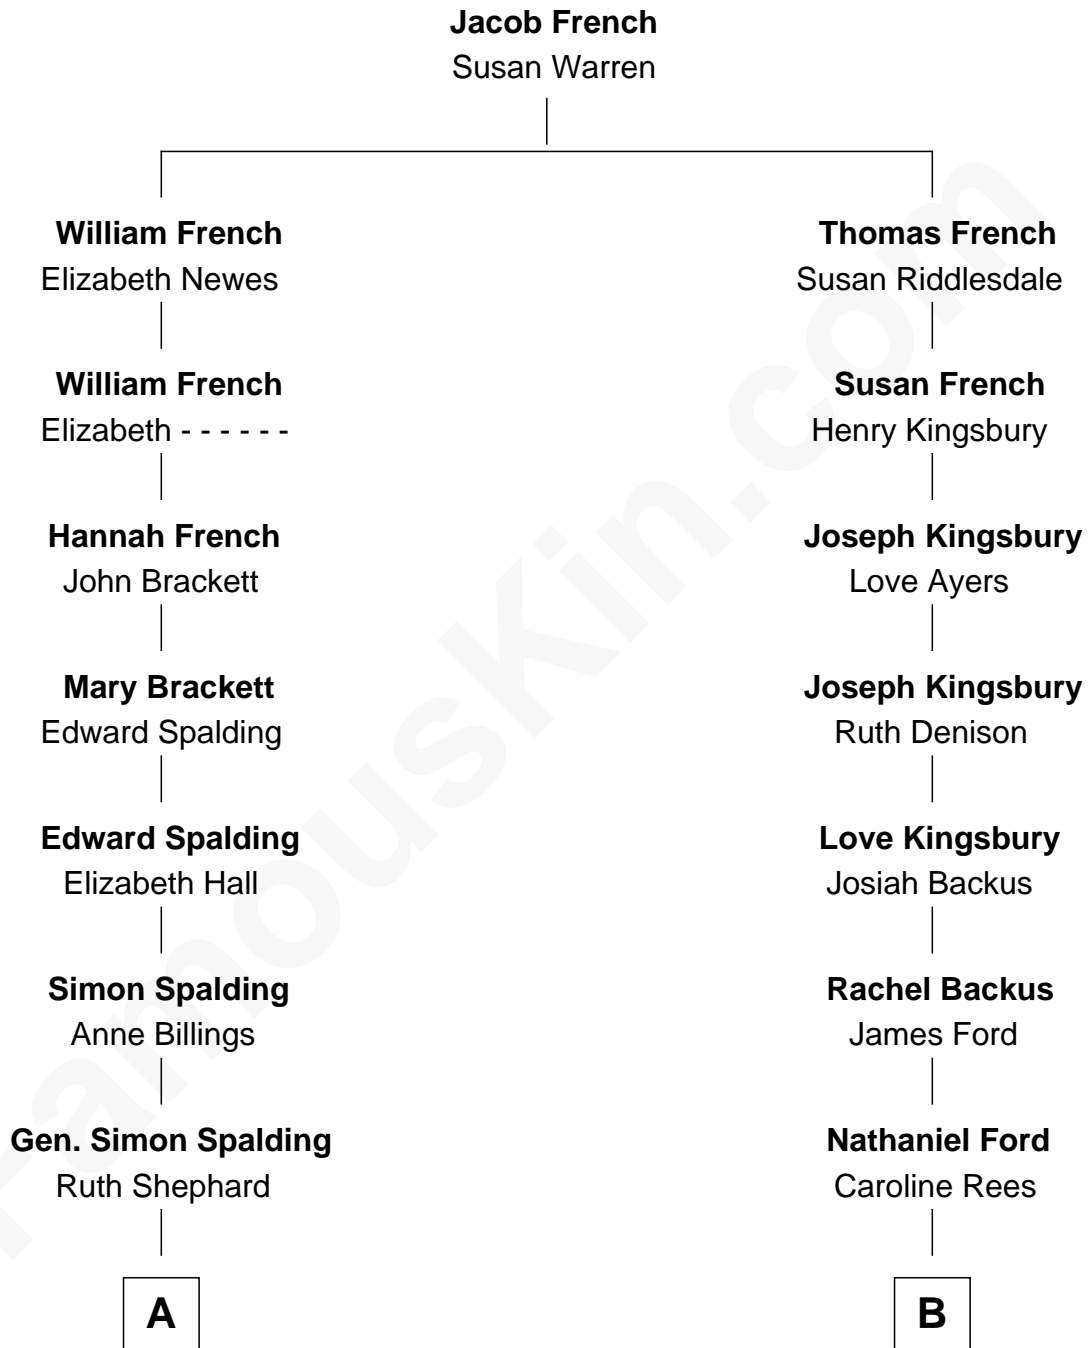 Jacob French
Susan Warren
William French
Elizabeth Newes
Thomas French
Susan Riddlesdale
William French
Elizabeth - - - - - -
Susan French
Henry Kingsbury
Hannah French
John Brackett
Joseph Kingsbury
Love Ayers
Mary Brackett
Edward Spalding
Joseph Kingsbury
Ruth Denison
Edward Spalding
Elizabeth Hall
Love Kingsbury
Josiah Backus
Simon Spalding
Anne Billings
Rachel Backus
James Ford
Gen. Simon Spalding
Ruth Shephard
Nathaniel Ford
Caroline Rees
A
B
FamousKin.com